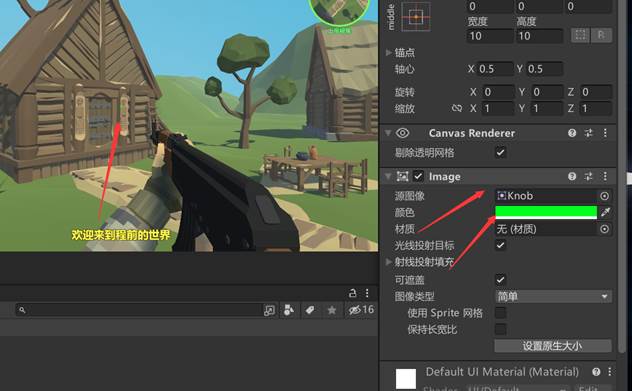 出生成堡
欢迎来到程前的世界
16
middle
0 0 0
宽度 高度
10 10
R
锚点
轴心 X 0.5 Y 0.5
旋转 X 0 Y 0 Z 0
缩放 X 1 Y 1 Z 1
Canvas Renderer
剔除透明网格
Image
源图像 Knob
颜色
材质 无 (材质)
光线投射目标
射线投射填充
可遮盖
图像类型 简单
使用 Sprite 网格
保持长宽比
设置原生大小
Default UI Material (Material)
Shader UI/Default Edit